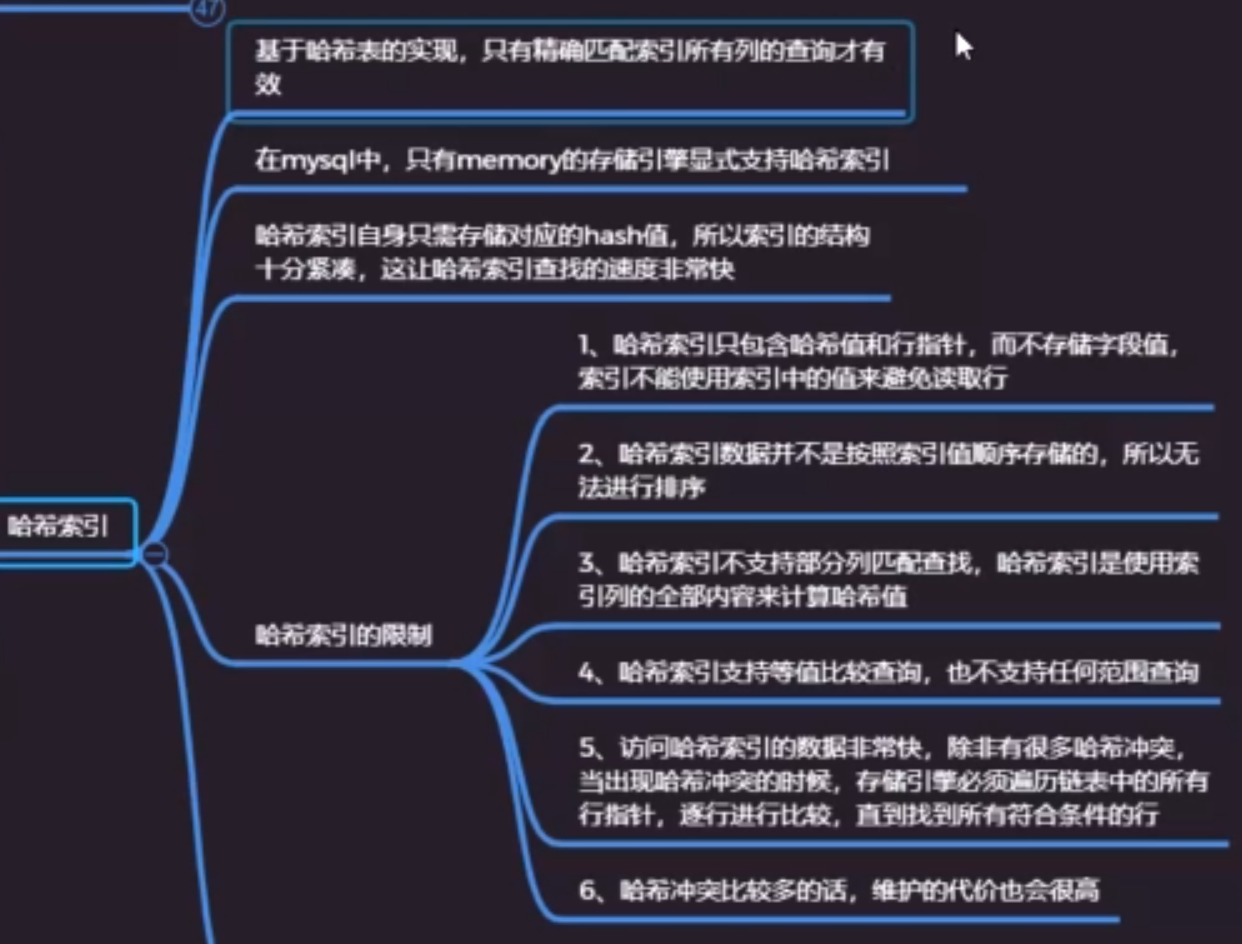 47
基于哈希表的实现，只有精确匹配索引所有列的查询才有
效
在mysql中，只有memory的存储引擎显式支持哈希索引
哈希索引自身只需存储对应的hash值，所以索引的结构
十分紧凑，这让哈希索引查找的速度非常快
哈希索引
哈希索引的限制
1、哈希索引只包含哈希值和行指针，而不存储字段值，
索引不能使用索引中的值来避免读取行
2、哈希索引数据并不是按照索引值顺序存储的，所以无
法进行排序
3、哈希索引不支持部分列匹配查找，哈希索引是使用索
引列的全部内容来计算哈希值
4、哈希索引支持等值比较查询，也不支持任何范围查询
5、访问哈希索引的数据非常快，除非有很多哈希冲突，
当出现哈希冲突的时候，存储引擎必须遍历链表中的所有
行指针，逐行进行比较，直到找到所有符合条件的行
6、哈希冲突比较多的话，维护的代价也会很高